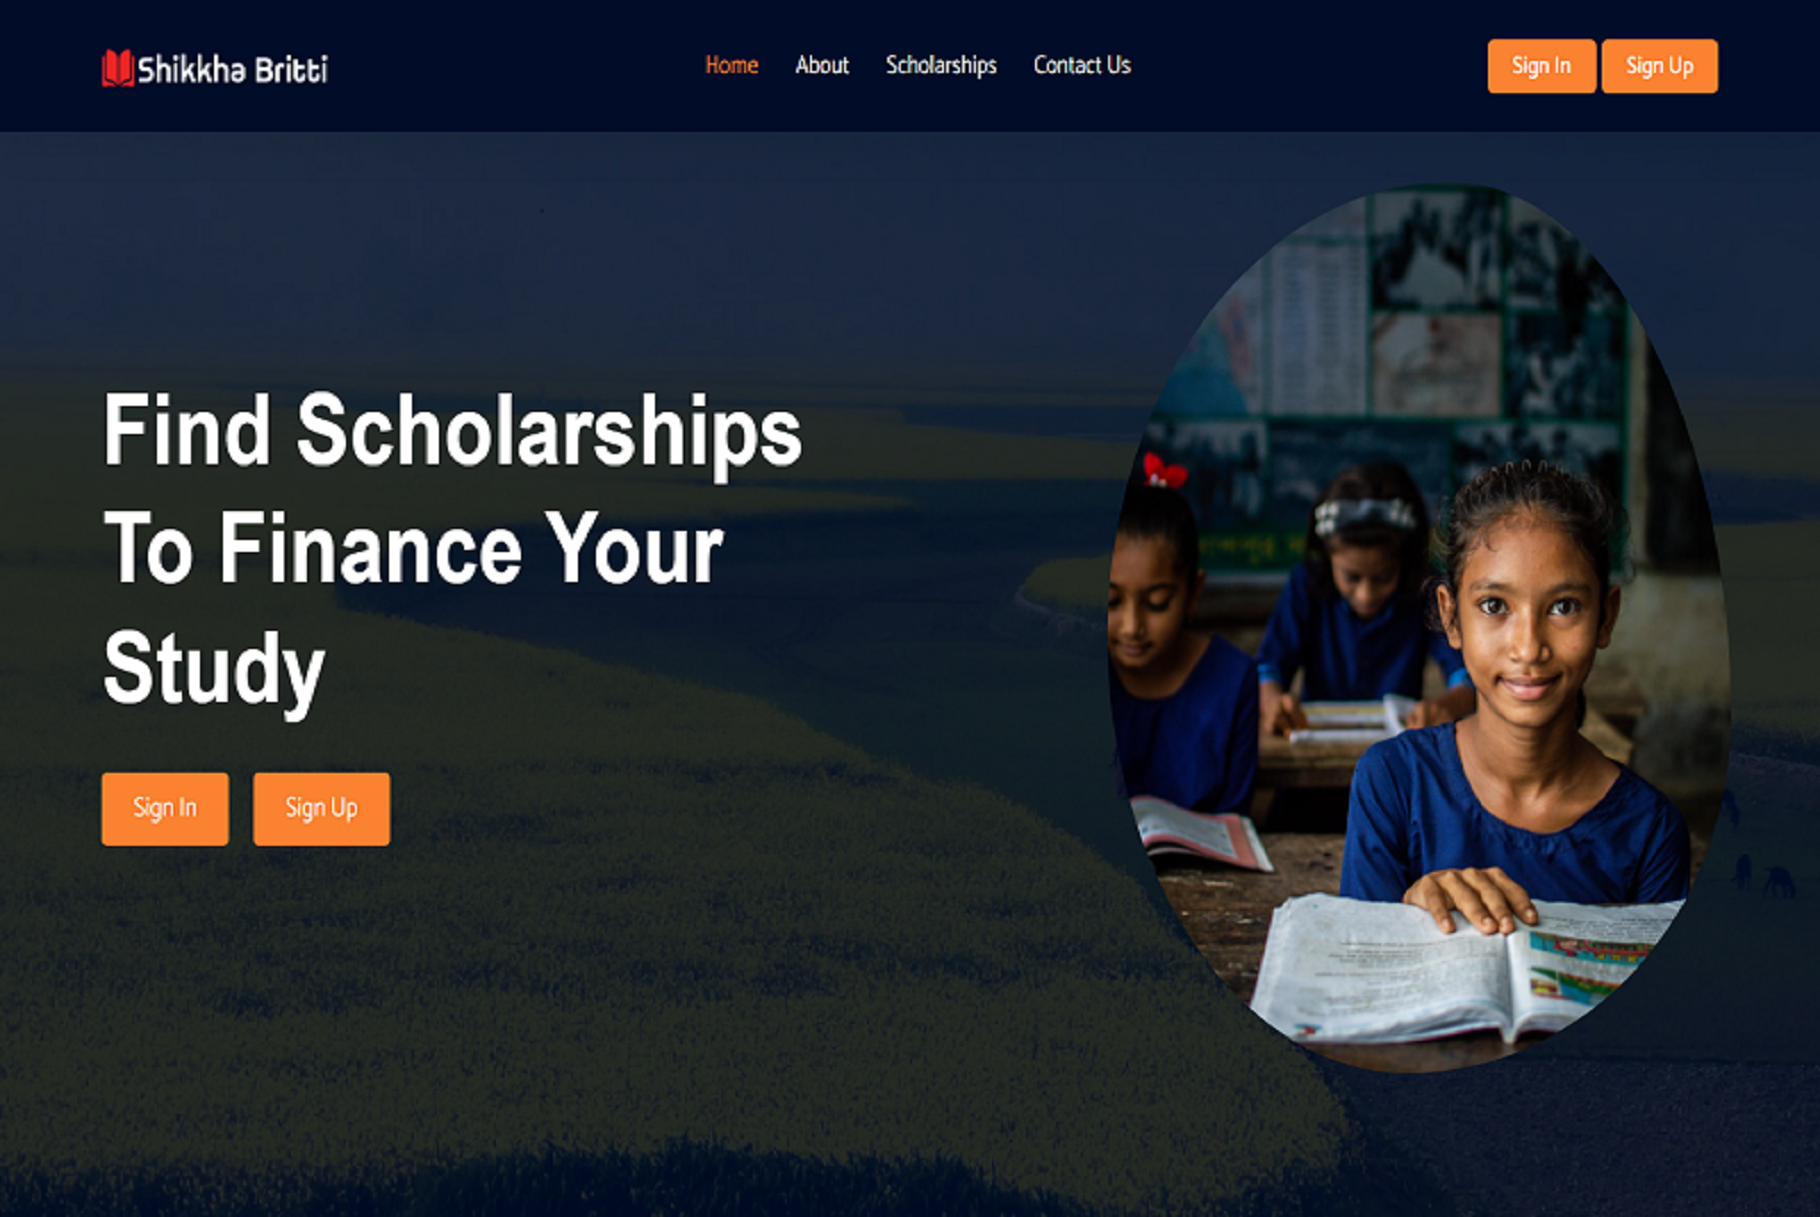 Shikkha Britti
Home About Scholarships Contact Us
Sign In Sign Up
Find Scholarships
To Finance Your
Study
Sign In Sign Up